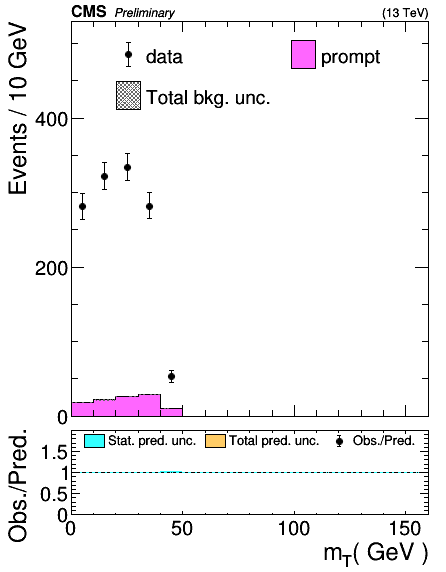 CMS Preliminary (13 TeV)
data
prompt
Total bkg. unc.
Events / 10 GeV
400
200
0
Stat. pred. unc. Total pred. unc. Obs./Pred.
Obs./Pred.
1.5
1
0.5
0
0 50 100 150
m_T( GeV )